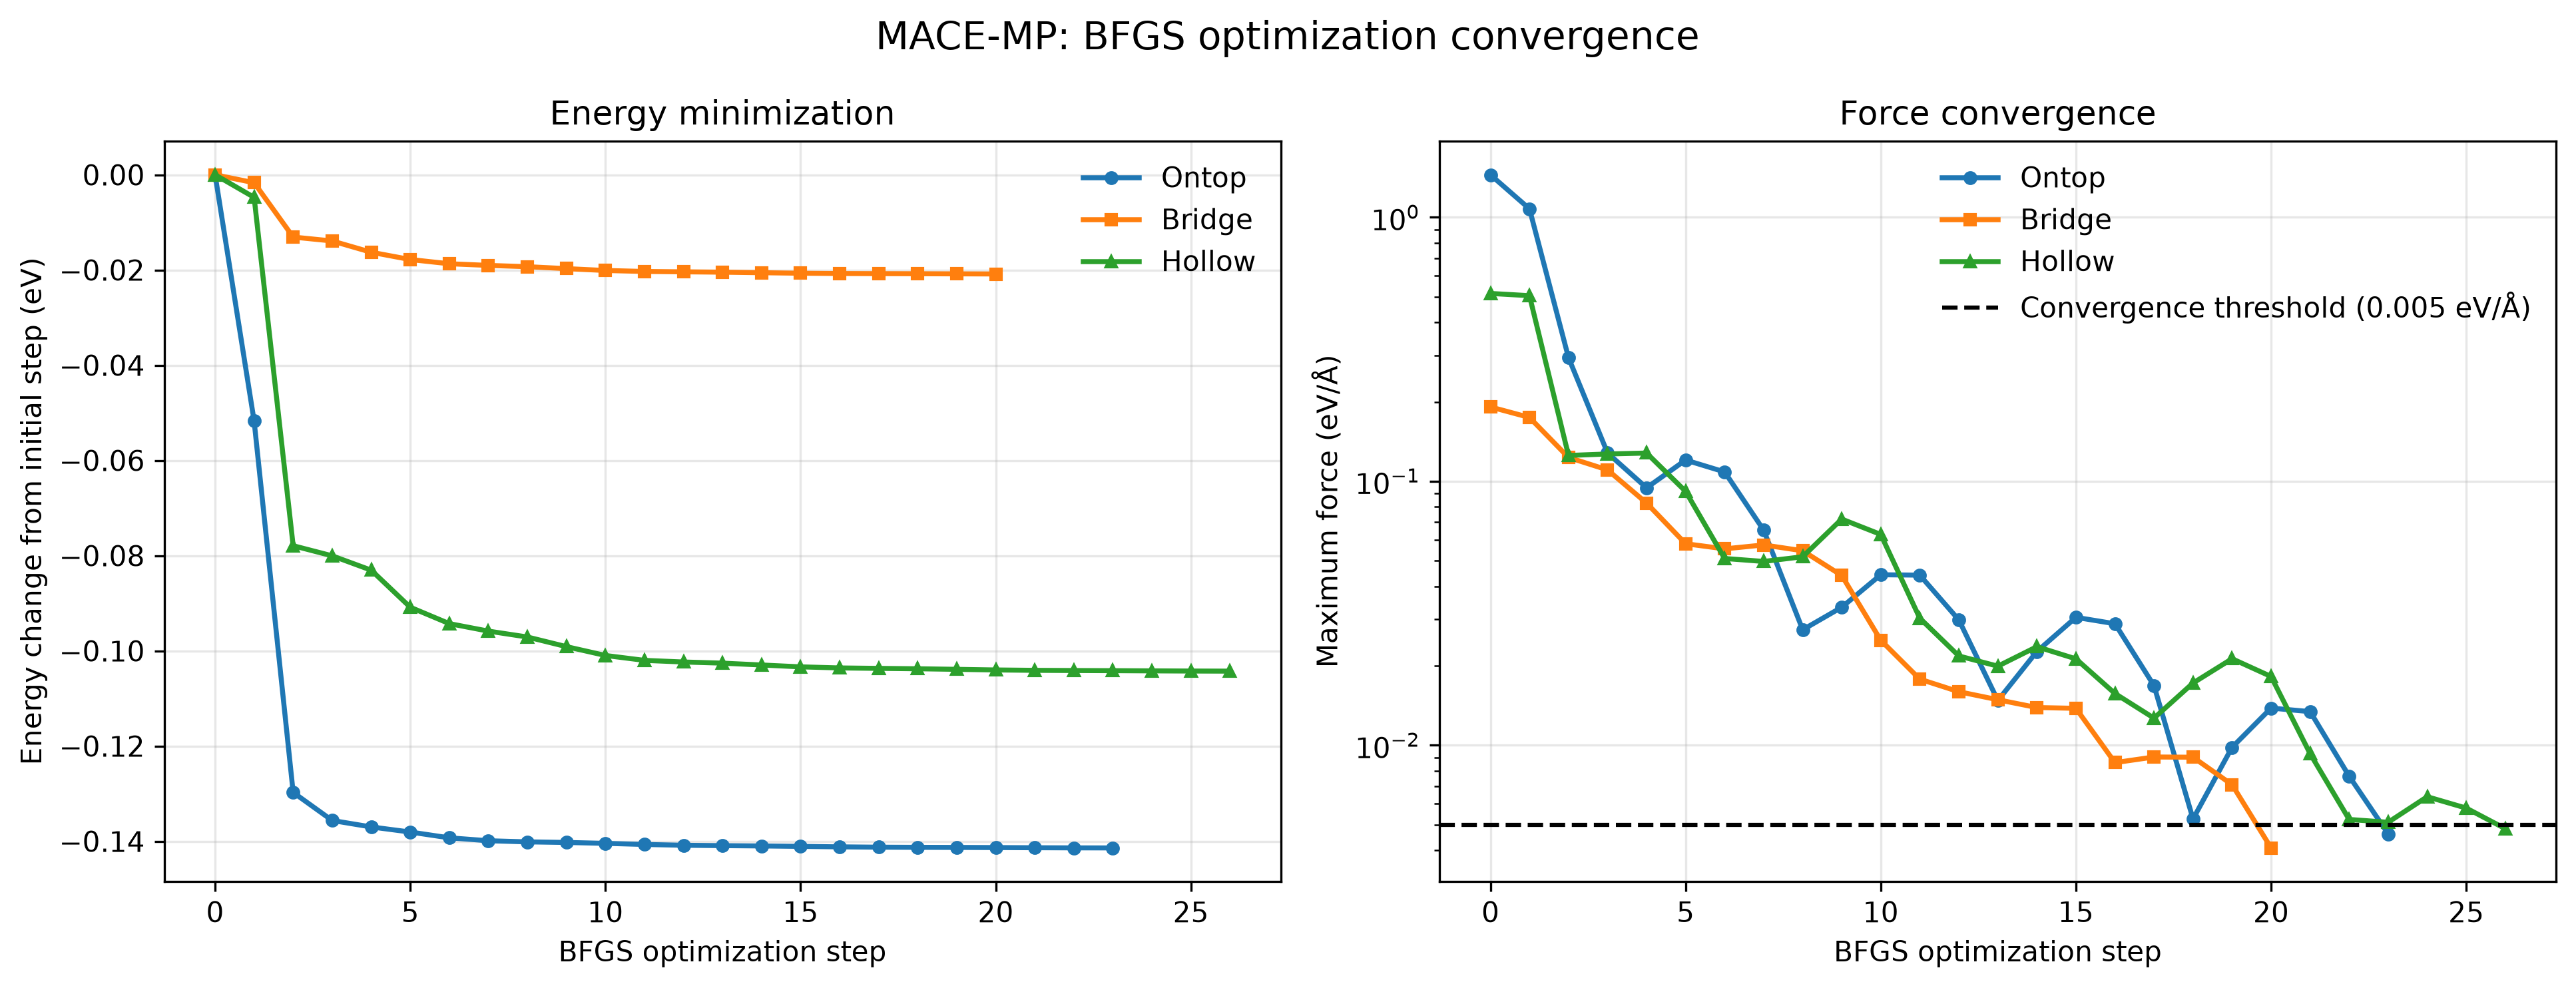 MACE-MP: BFGS optimization convergence
Energy minimization
Energy change from initial step (eV)
0.00
−0.02
−0.04
−0.06
−0.08
−0.10
−0.12
−0.14
Ontop
Bridge
Hollow
0 5 10 15 20 25
BFGS optimization step
Force convergence
Maximum force (eV/Å)
10⁰
10⁻¹
10⁻²
Ontop
Bridge
Hollow
Convergence threshold (0.005 eV/Å)
0 5 10 15 20 25
BFGS optimization step